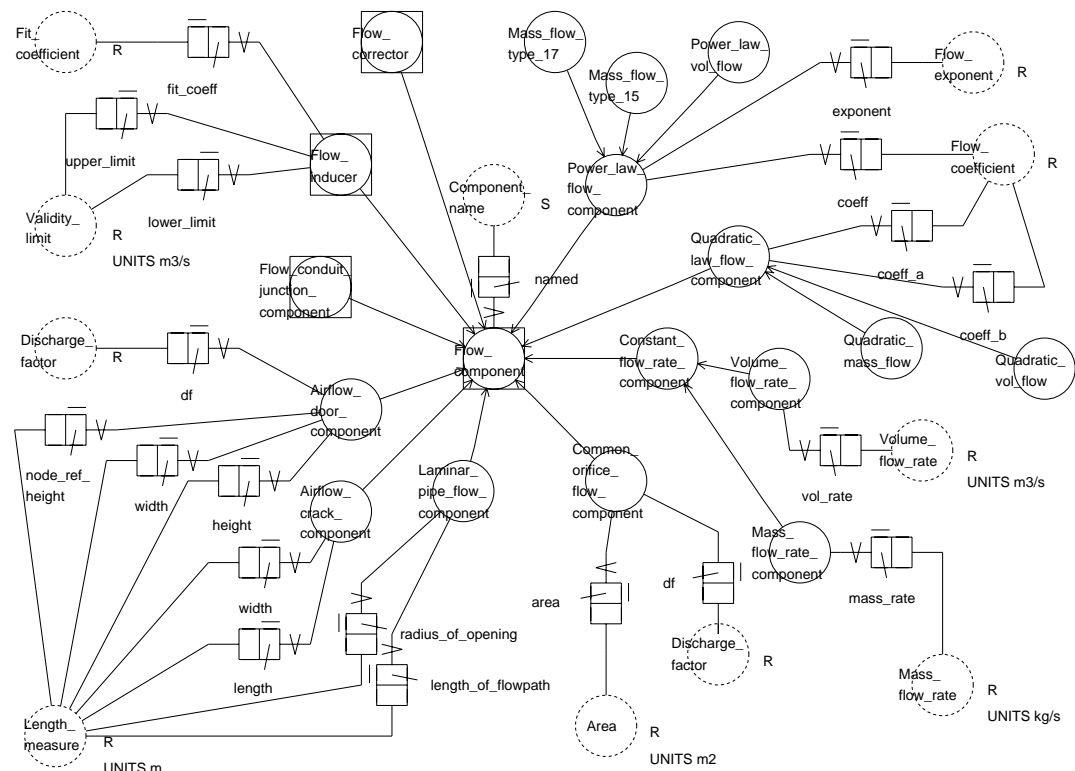 Fit_
coefficient
R
fit_coeff
Flow_
corrector
Mass_flow_
type_17
Mass_flow_
type_15
Power_law_
vol_flow
Flow_
exponent
R
exponent
upper_limit
lower_limit
Flow_
inducer
Validity_
limit
R
UNITS m3/s
Component_
name
S
named
Power_law_
flow_
component
Flow_
coefficient
R
coeff
coeff_a
coeff_b
Quadratic_
law_flow_
component
Quadratic_
mass_flow
Quadratic_
vol_flow
Flow_conduit_
junction_
component
Flow_
component
Constant_
flow_rate_
component
Volume_
flow_rate_
component
Volume_
flow_rate
R
UNITS m3/s
vol_rate
Discharge_
factor
R
df
Airflow_
door_
component
node_ref_
height
width
height
Airflow_
crack_
component
Laminar_
pipe_flow_
component
Common_
orifice_
flow_
component
Mass_
flow_rate_
component
mass_rate
width
length
radius_of_opening
length_of_flowpath
area
df
Discharge_
factor
R
Mass_
flow_rate
R
UNITS kg/s
Length_
measure
R
UNITS m
Area
R
UNITS m2